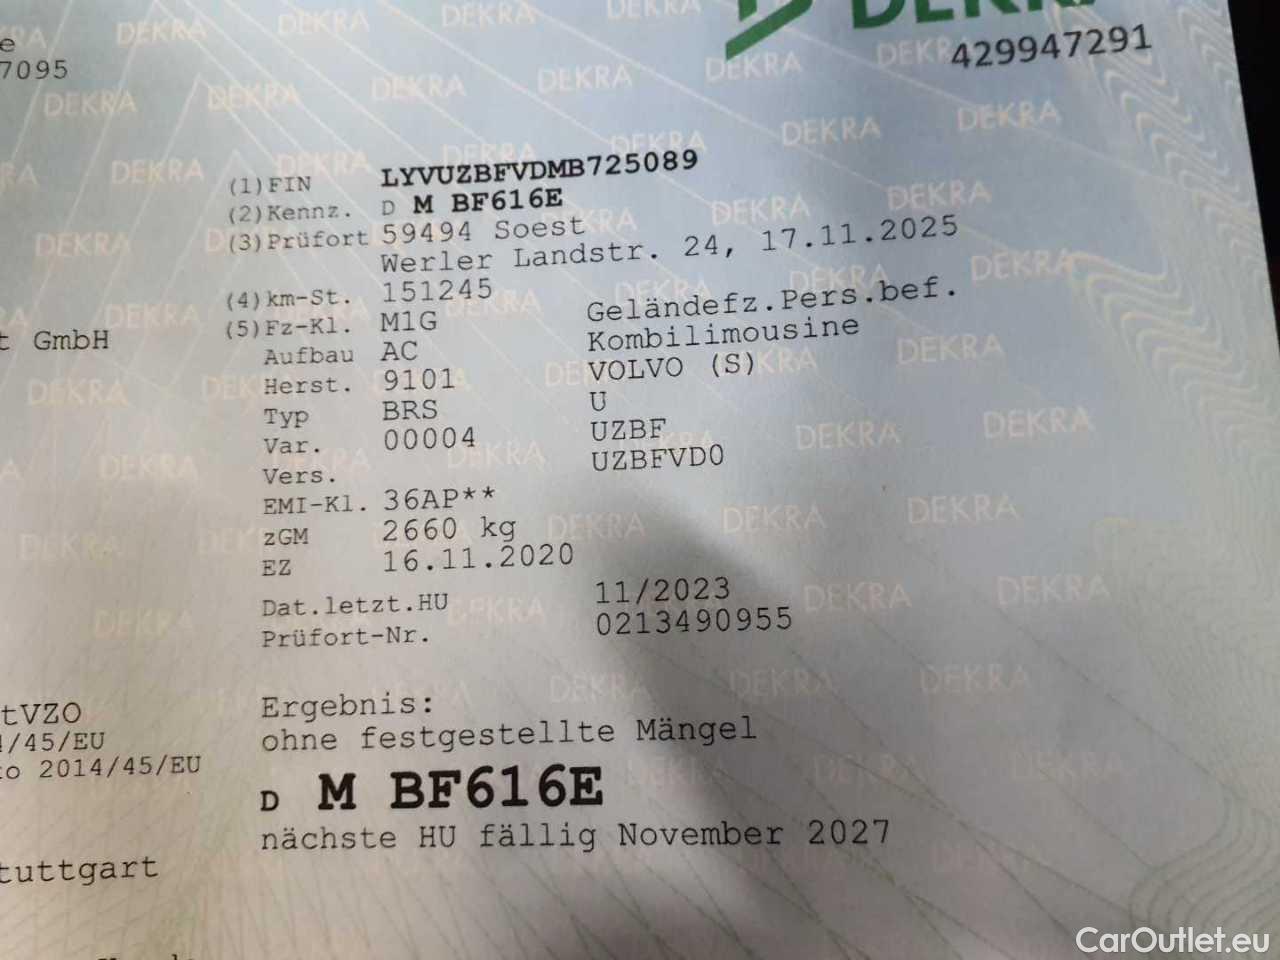 DEKRA
429947291
e
7095
(1)FIN LYVUZBFVDMB725089
(2)Kennz. D M BF616E
(3)Prüfort 59494 Soest
Werler Landstr. 24, 17.11.2025
(4)km-St. 151245
(5)Fz-Kl. M1G Geländefz.Pers.bef.
t GmbH
Aufbau AC Kombilimousine
Herst. 9101 VOLVO (S)
Typ BRS U
Var. 00004 UZBF
Vers. UZBFVD0
EMI-Kl. 36AP**
zGM 2660 kg
EZ 16.11.2020
Dat.letzt.HU 11/2023
Prüfort-Nr. 0213490955
Ergebnis:
tVZO
ohne festgestellte Mängel
/45/EU
to 2014/45/EU
D M BF616E
nächste HU fällig November 2027
tuttgart
CarOutlet.eu